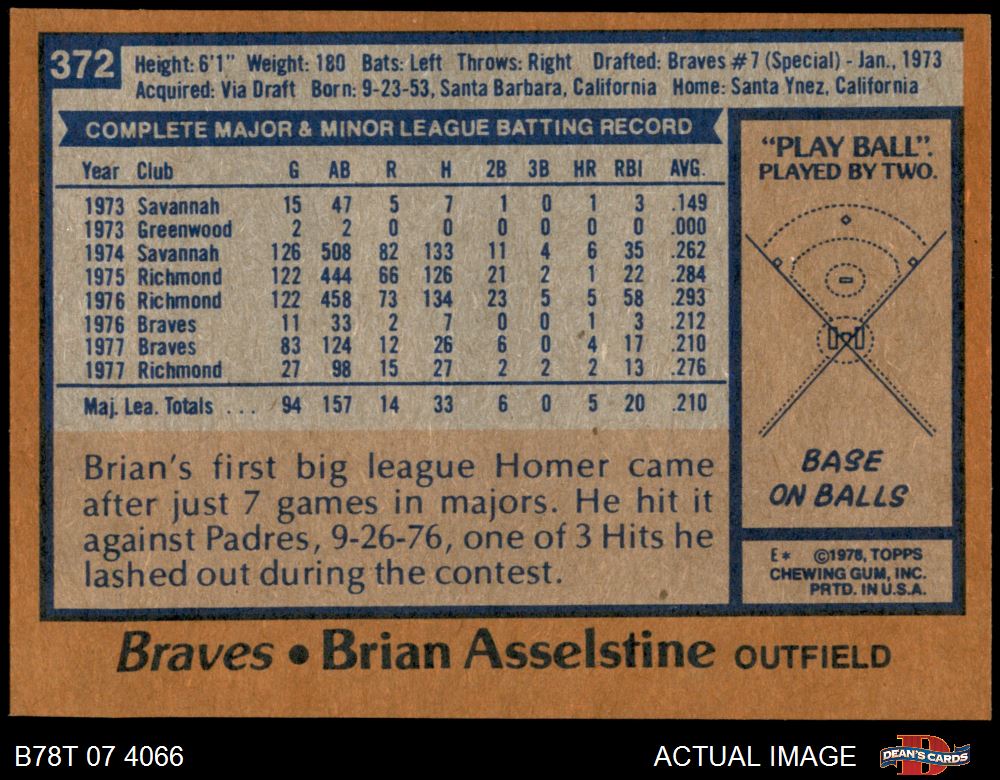 372
Height: 6'1" Weight: 180 Bats: Left Throws: Right Drafted: Braves #7 (Special) - Jan., 1973
Acquired: Via Draft Born: 9-23-53, Santa Barbara, California Home: Santa Ynez, California
COMPLETE MAJOR & MINOR LEAGUE BATTING RECORD
Year Club G AB R H 2B 3B HR RBI AVG.
1973 Savannah 15 47 5 7 1 0 1 3 .149
1973 Greenwood 2 2 0 0 0 0 0 0 .000
1974 Savannah 126 508 82 133 11 4 6 35 .262
1975 Richmond 122 444 66 126 21 2 1 22 .284
1976 Richmond 122 458 73 134 23 5 5 58 .293
1976 Braves 11 33 2 7 0 0 1 3 .212
1977 Braves 83 124 12 26 6 0 4 17 .210
1977 Richmond 27 98 15 27 2 2 2 13 .276
Maj. Lea. Totals ... 94 157 14 33 6 0 5 20 .210
Brian's first big league Homer came
after just 7 games in majors. He hit it
against Padres, 9-26-76, one of 3 Hits he
lashed out during the contest.
"PLAY BALL".
PLAYED BY TWO.
BASE
ON BALLS
E* ©1978, TOPPS
CHEWING GUM, INC.
PRTD. IN U.S.A.
Braves • Brian Asselstine OUTFIELD
B78T 07 4066
ACTUAL IMAGE
DEAN'S CARDS